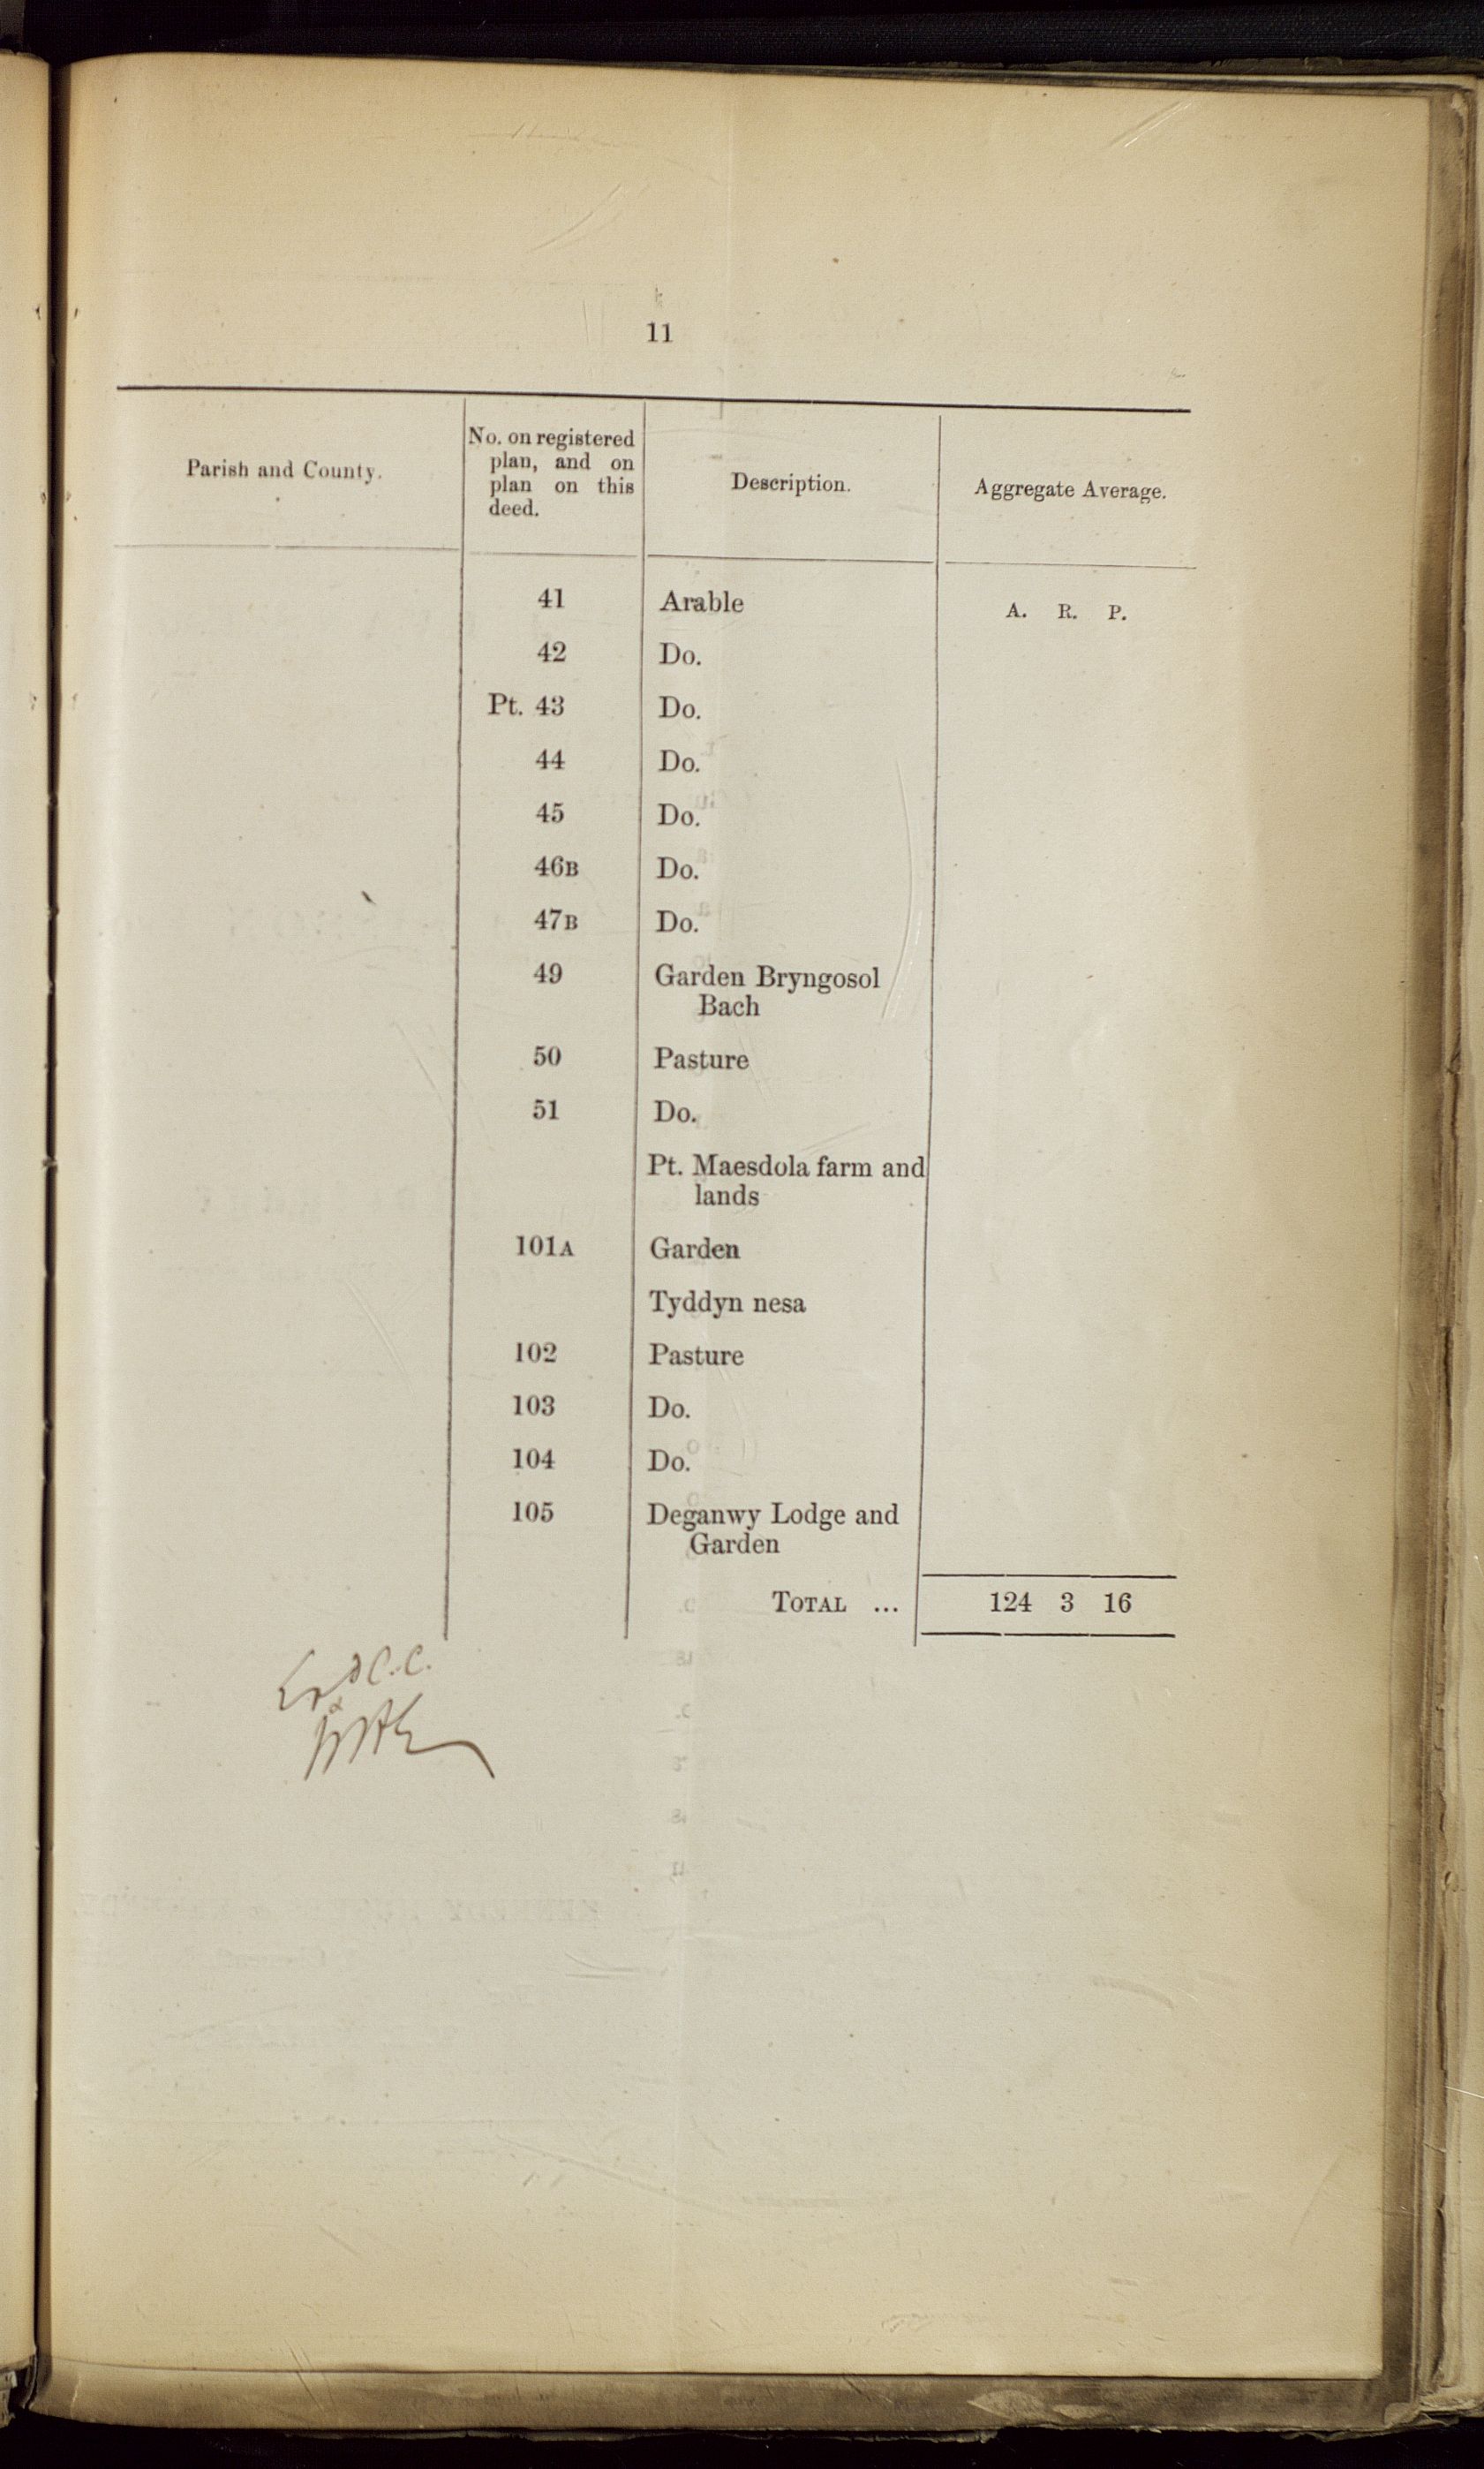 11
Parish and County.
No. on registered
plan, and on
plan on this
deed.
Description.
Aggregate Average.
A. R. P.
41 Arable
42 Do.
Pt. 43 Do.
44 Do.
45 Do.
46B Do.
47B Do.
49 Garden Bryngosol
Bach
50 Pasture
51 Do.
Pt. Maesdola farm and
lands
101A Garden
Tyddyn nesa
102 Pasture
103 Do.
104 Do.
105 Deganwy Lodge and
Garden
TOTAL ... 124 3 16